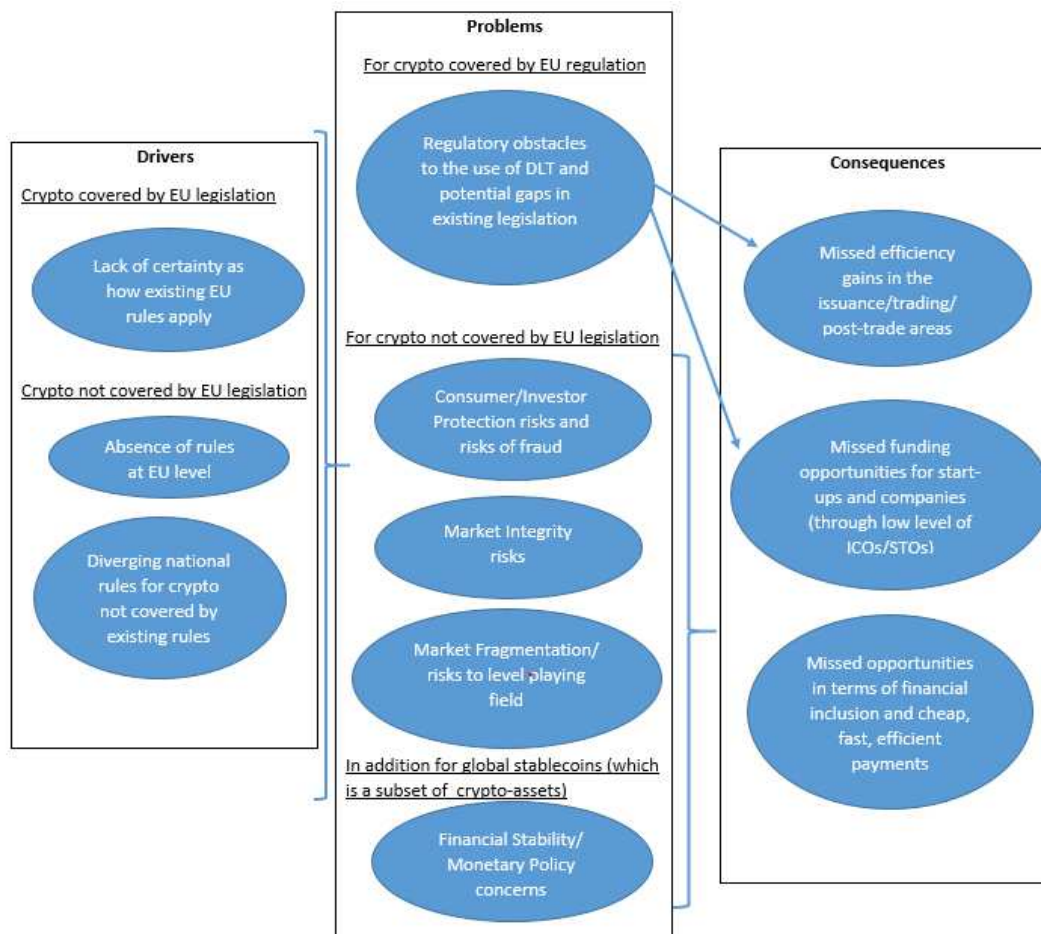 Drivers
Crypto covered by EU legislation
Lack of certainty as
how existing EU
rules apply
Crypto not covered by EU legislation
Absence of rules
at EU level
Diverging national
rules for crypto
not covered by
existing rules
Problems
For crypto covered by EU regulation
Regulatory obstacles
to the use of DLT and
potential gaps in
existing legislation
For crypto not covered by EU legislation
Consumer/Investor
Protection risks and
risks of fraud
Market Integrity
risks
Market Fragmentation/
risks to level playing
field
In addition for global stablecoins (which
is a subset of crypto-assets)
Financial Stability/
Monetary Policy
concerns
Consequences
Missed efficiency
gains in the
issuance/trading/
post-trade areas
Missed funding
opportunities for start-
ups and companies
(through low level of
ICOs/STOs)
Missed opportunities
in terms of financial
inclusion and cheap,
fast, efficient
payments